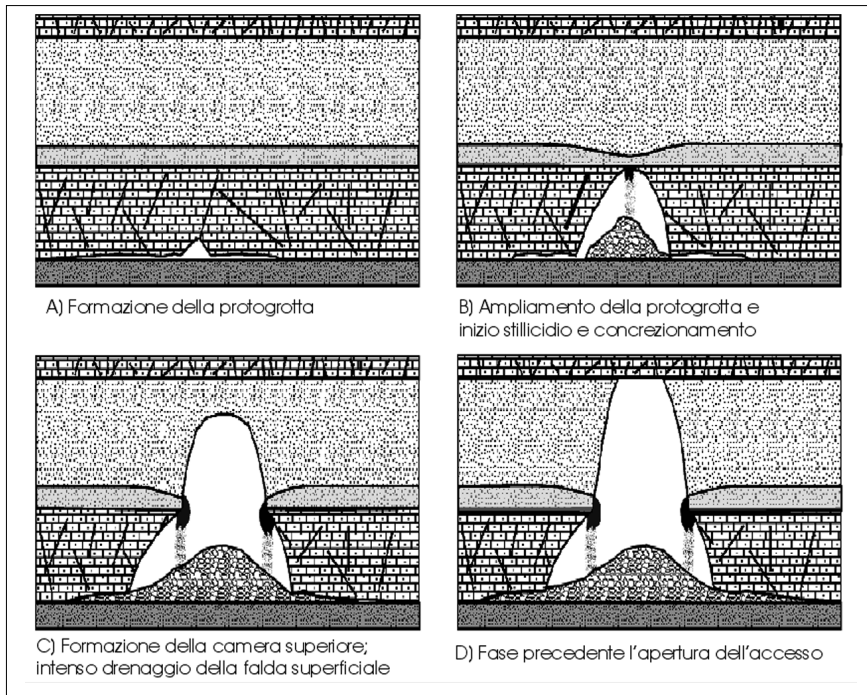 A) Formazione della protogrotta
B) Ampliamento della protogrotta e
inizio stillicidio e concrezionamento
C) Formazione della camera superiore;
intenso drenaggio della falda superficiale
D) Fase precedente l'apertura dell'accesso